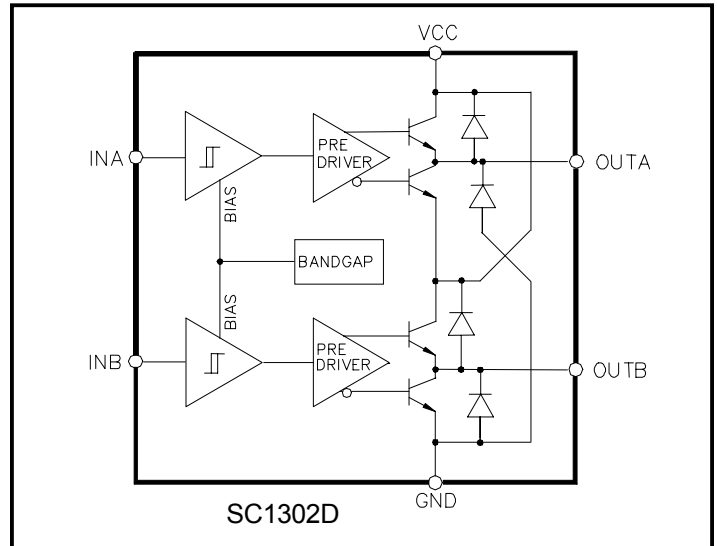 VCC
INA
PRE
DRIVER
OUTA
BIAS
BANDGAP
BIAS
INB
PRE
DRIVER
OUTB
GND
SC1302D